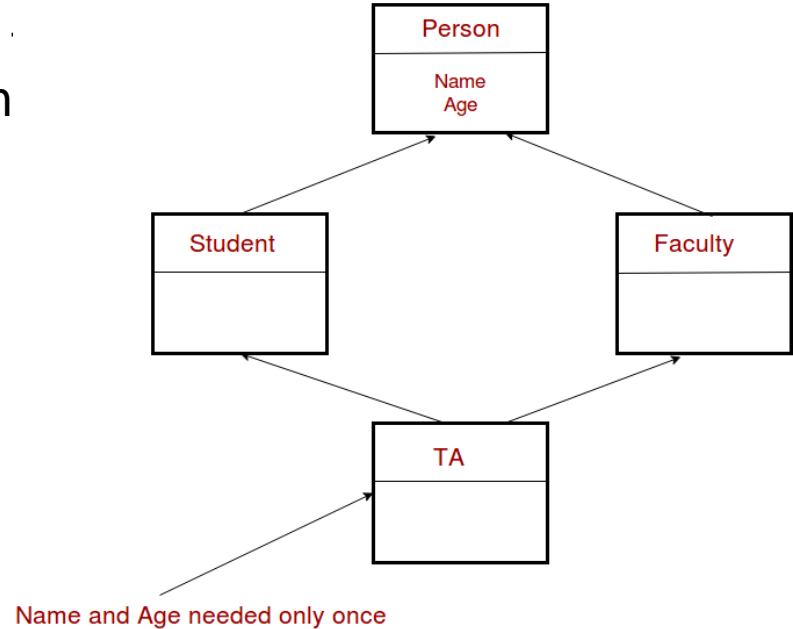 n
Person
Name
Age
Student
Faculty
TA
Name and Age needed only once